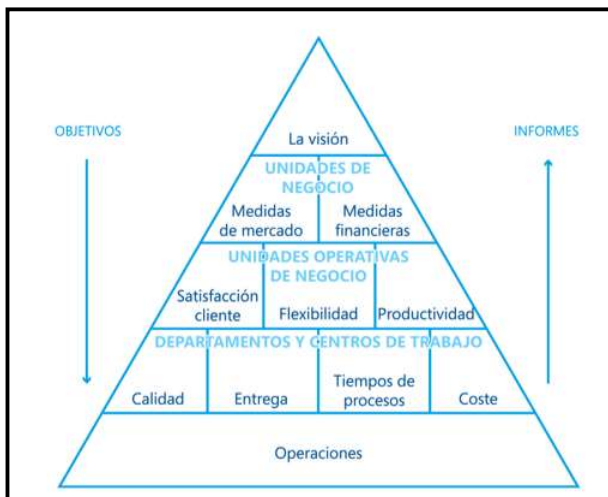 OBJETIVOS
INFORMES
La visión
UNIDADES DE
NEGOCIO
Medidas
de mercado
Medidas
financieras
UNIDADES OPERATIVAS
DE NEGOCIO
Satisfacción
cliente
Flexibilidad
Productividad
DEPARTAMENTOS Y CENTROS DE TRABAJO
Calidad
Entrega
Tiempos de
procesos
Coste
Operaciones